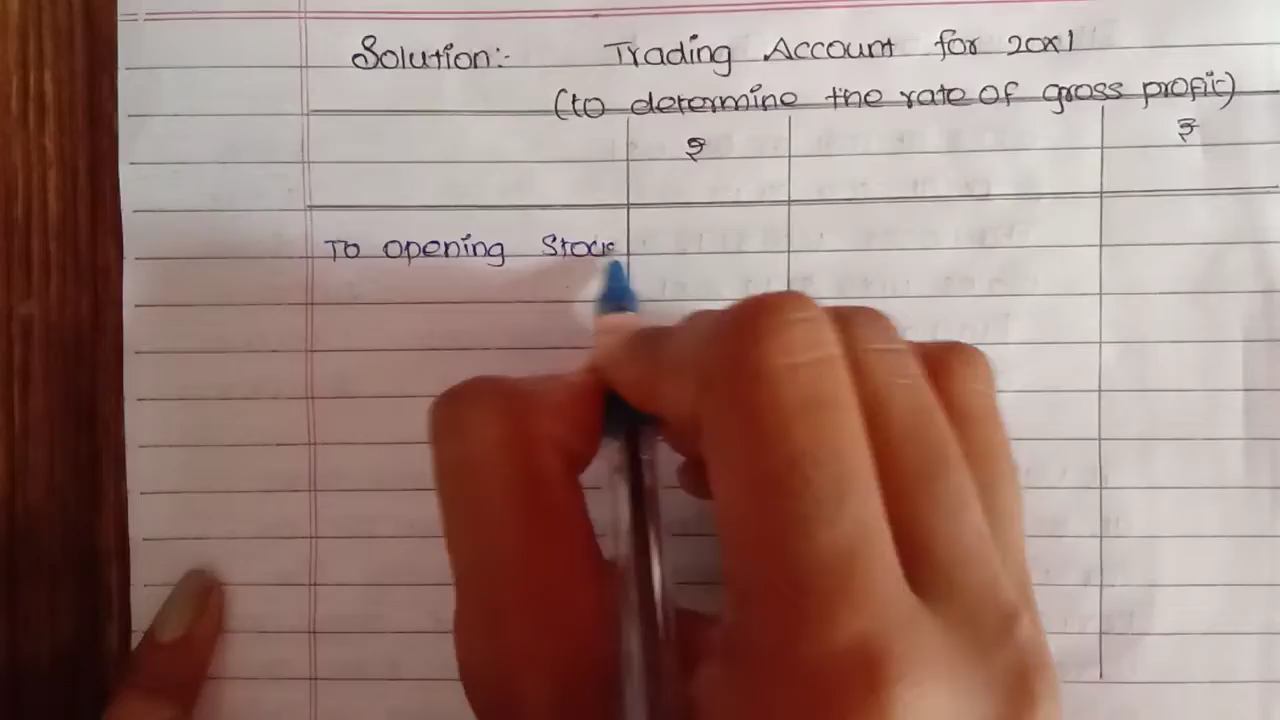 Solution:- Trading Account for 20x1
(to determine the rate of gross profit)
₹ ₹
To opening Stock